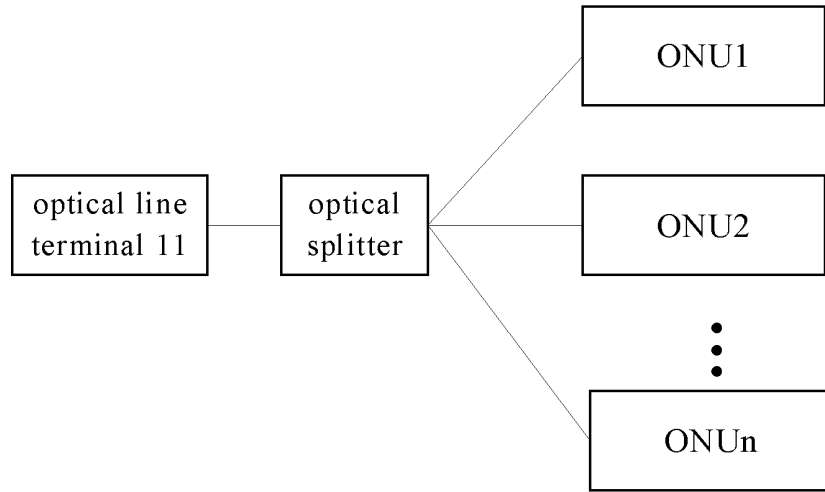 ONU1
optical line
terminal 11
optical
splitter
ONU2
ONUn